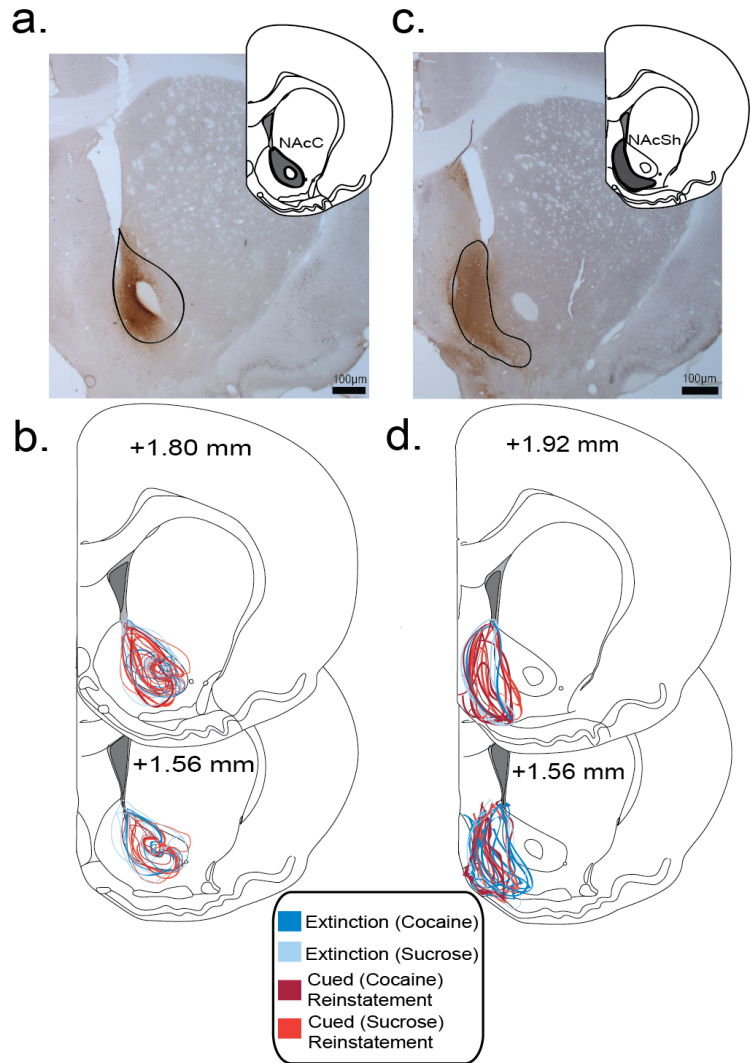 a.
NAcC
100µm
c.
NAcSh
100µm
b.
+1.80 mm
+1.56 mm
d.
+1.92 mm
+1.56 mm
Extinction (Cocaine)
Extinction (Sucrose)
Cued (Cocaine)
Reinstatement
Cued (Sucrose)
Reinstatement